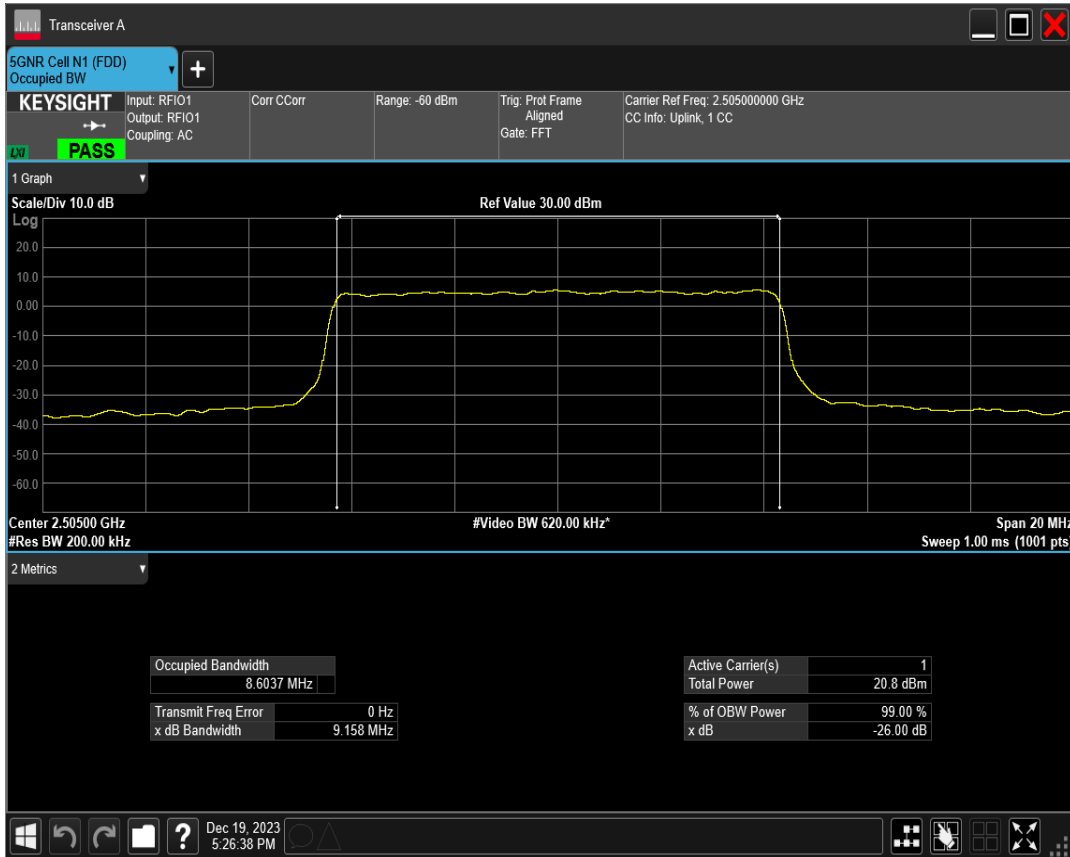 Transceiver A
5GNR Cell N1 (FDD)
Occupied BW
+
KEYSIGHT
LXI
PASS
Input: RFIO1
Output: RFIO1
Coupling: AC
Corr CCorr
Range: -60 dBm
Trig: Prot Frame
Aligned
Gate: FFT
Carrier Ref Freq: 2.505000000 GHz
CC Info: Uplink, 1 CC
1 Graph
Scale/Div 10.0 dB
Ref Value 30.00 dBm
Log
20.0
10.0
0.00
-10.0
-20.0
-30.0
-40.0
-50.0
-60.0
Center 2.50500 GHz
#Video BW 620.00 kHz*
Span 20 MHz
#Res BW 200.00 kHz
Sweep 1.00 ms (1001 pts)
2 Metrics
Occupied Bandwidth
8.6037 MHz
Transmit Freq Error 0 Hz
x dB Bandwidth 9.158 MHz
Active Carrier(s) 1
Total Power 20.8 dBm
% of OBW Power 99.00 %
x dB -26.00 dB
?
Dec 19, 2023
5:26:38 PM